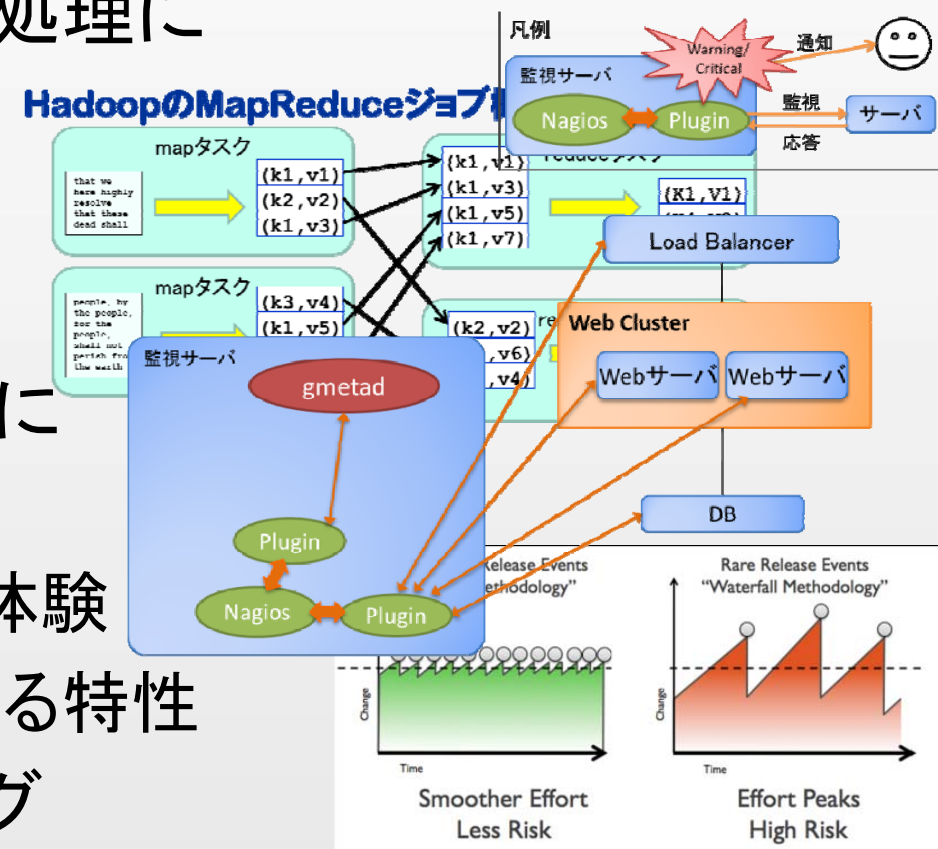 処理に
凡例
Warning/
Critical
通知
監視サーバ
Nagios
Plugin
監視
応答
サーバ
HadoopのMapReduceジョブ
mapタスク
that we
here highly
resolve
that these
dead shall
(k1,v1)
(k2,v2)
(k1,v3)
(k1,v1)
(k1,v3)
(k1,v5)
(k1,v7)
reduceタスク
(K1,V1)
Load Balancer
mapタスク
people, by
the people,
for the
people,
shall not
perish fro
the earth
(k3,v4)
(k1,v5)
(k2,v2)
,v6)
,v4)
re
Web Cluster
Webサーバ
Webサーバ
DB
監視サーバ
gmetad
Plugin
Nagios
Plugin
に
体験
る特性
グ
Release Events
ethodology”
Change
Time
Smoother Effort
Less Risk
Rare Release Events
“Waterfall Methodology”
Change
Time
Effort Peaks
High Risk